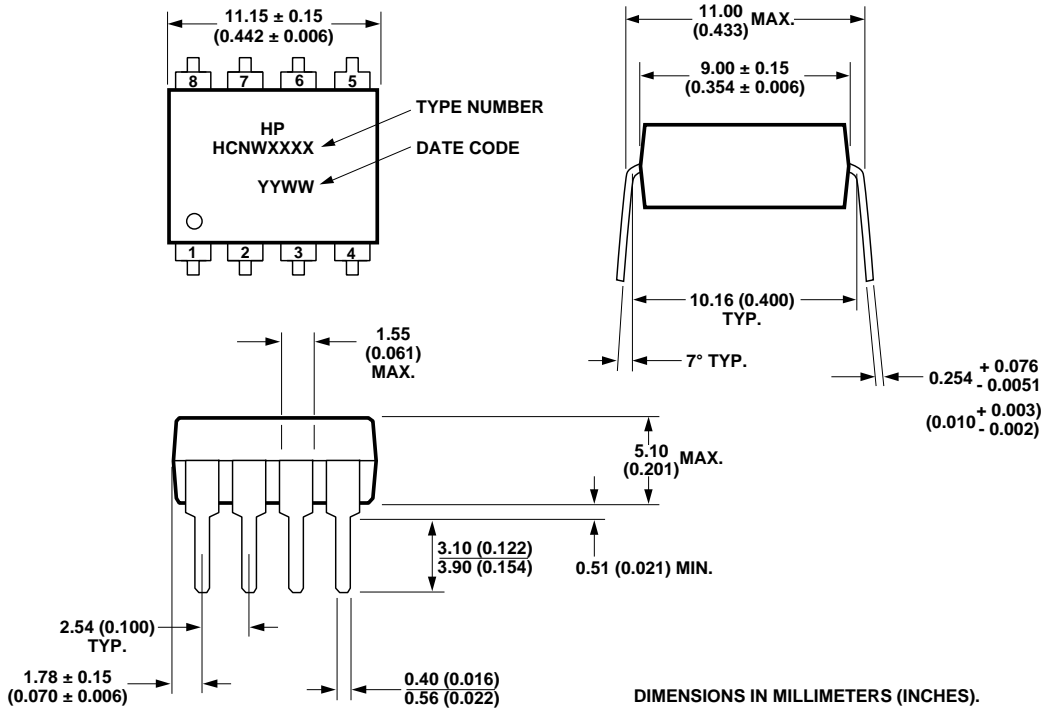 11.15 ± 0.15
(0.442 ± 0.006)
8 7 6 5
HP
HCNWXXXX
YYWW
TYPE NUMBER
DATE CODE
1 2 3 4
11.00
(0.433)
MAX.
9.00 ± 0.15
(0.354 ± 0.006)
10.16 (0.400)
TYP.
7° TYP.
0.254 + 0.076
- 0.0051
(0.010 + 0.003)
- 0.002)
1.55
(0.061)
MAX.
5.10
(0.201)
MAX.
3.10 (0.122)
3.90 (0.154)
0.51 (0.021) MIN.
2.54 (0.100)
TYP.
1.78 ± 0.15
(0.070 ± 0.006)
0.40 (0.016)
0.56 (0.022)
DIMENSIONS IN MILLIMETERS (INCHES).